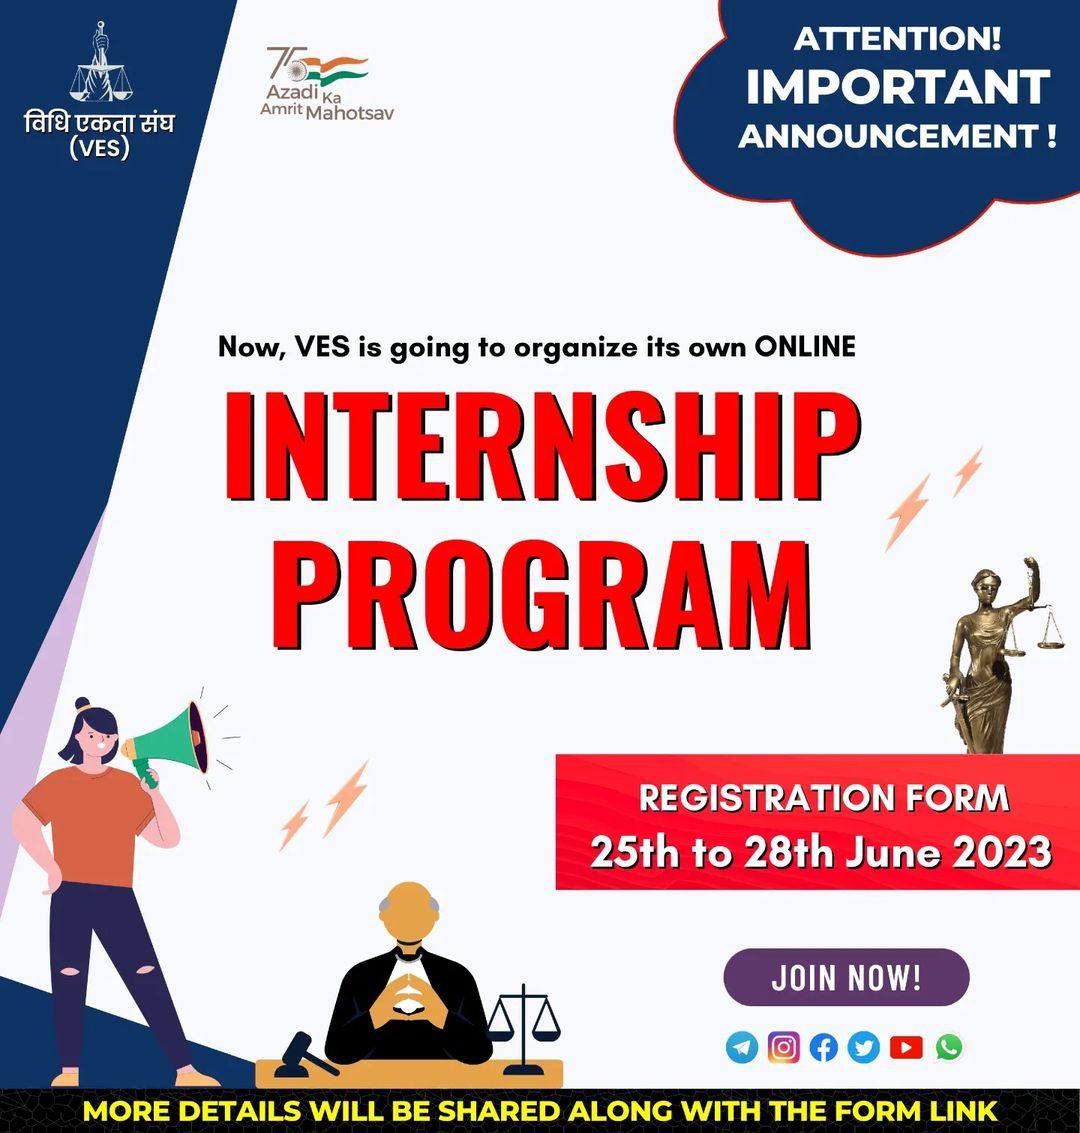 विधि एकता संघ
(VES)
75
Azadi Ka
Amrit Mahotsav
ATTENTION!
IMPORTANT
ANNOUNCEMENT !
Now, VES is going to organize its own ONLINE
INTERNSHIP
PROGRAM
REGISTRATION FORM
25th to 28th June 2023
JOIN NOW!
MORE DETAILS WILL BE SHARED ALONG WITH THE FORM LINK